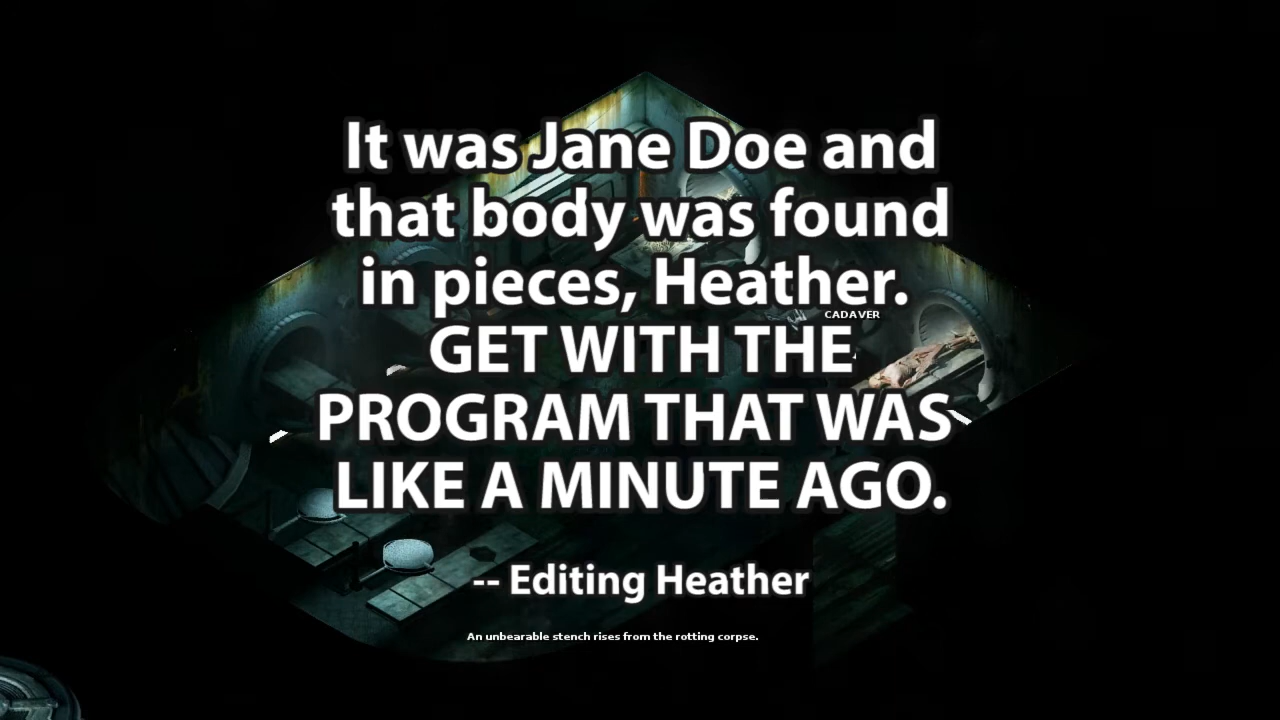 It was Jane Doe and
that body was found
in pieces, Heather.
CADAVER
GET WITH THE
PROGRAM THAT WAS
LIKE A MINUTE AGO.
-- Editing Heather
An unbearable stench rises from the rotting corpse.